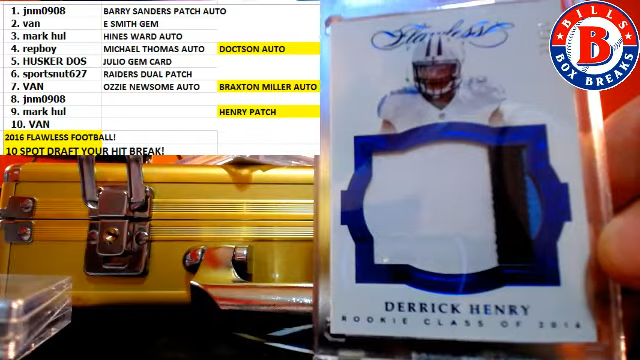 1. jnm0908 BARRY SANDERS PATCH AUTO
2. van E SMITH GEM
3. mark hul HINES WARD AUTO
4. repboy MICHAEL THOMAS AUTO DOCTSON AUTO
5. HUSKER DOS JULIO GEM CARD
6. sportsnut627 RAIDERS DUAL PATCH
7. VAN OZZIE NEWSOME AUTO BRAXTON MILLER AUTO
8. jnm0908
9. mark hul HENRY PATCH
10. VAN
2016 FLAWLESS FOOTBALL!
10 SPOT DRAFT YOUR HIT BREAK!
Flawless
DERRICK HENRY
ROOKIE CLASS OF 2016
BILLS
B
BOX BREAKS